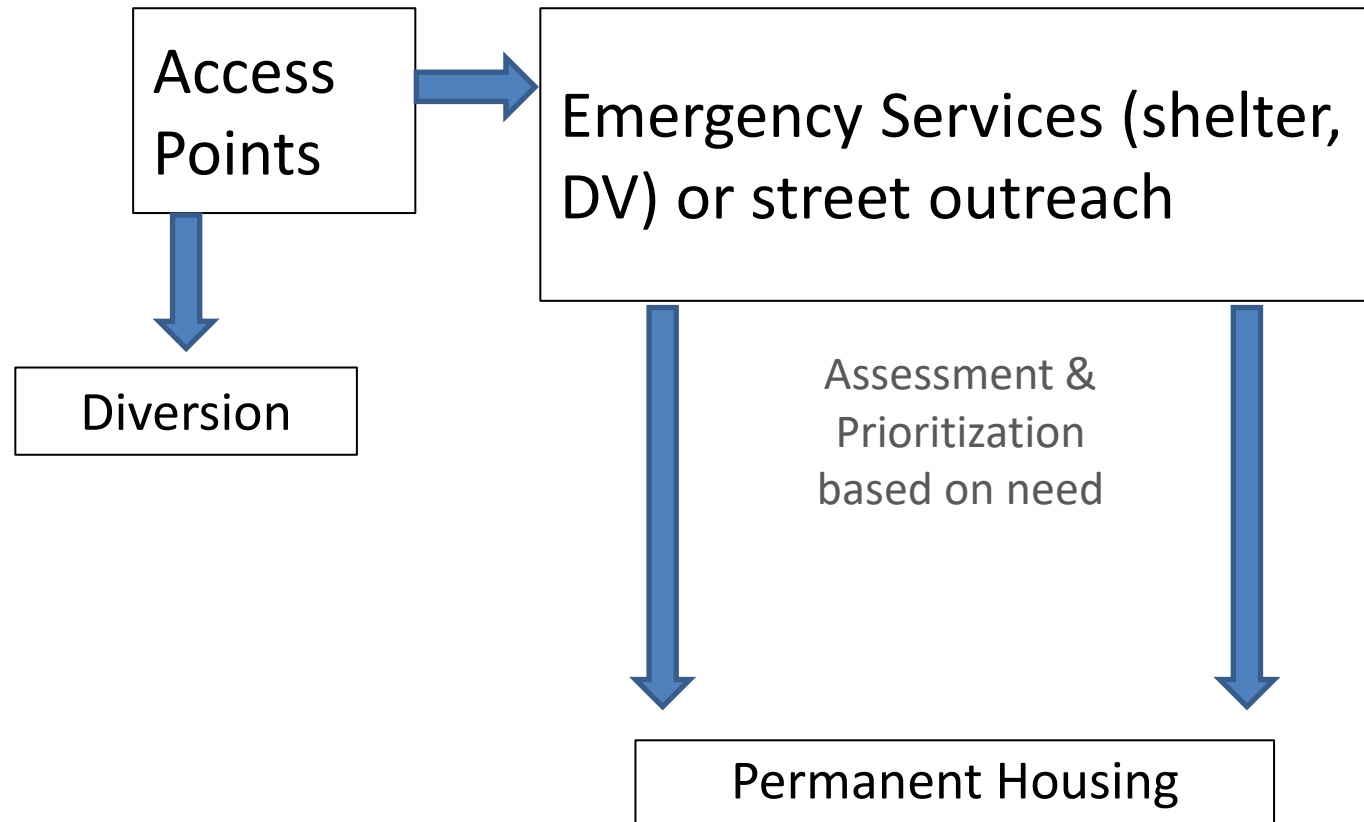 Access
Points
Emergency Services (shelter,
DV) or street outreach
Diversion
Assessment &
Prioritization
based on need
Permanent Housing